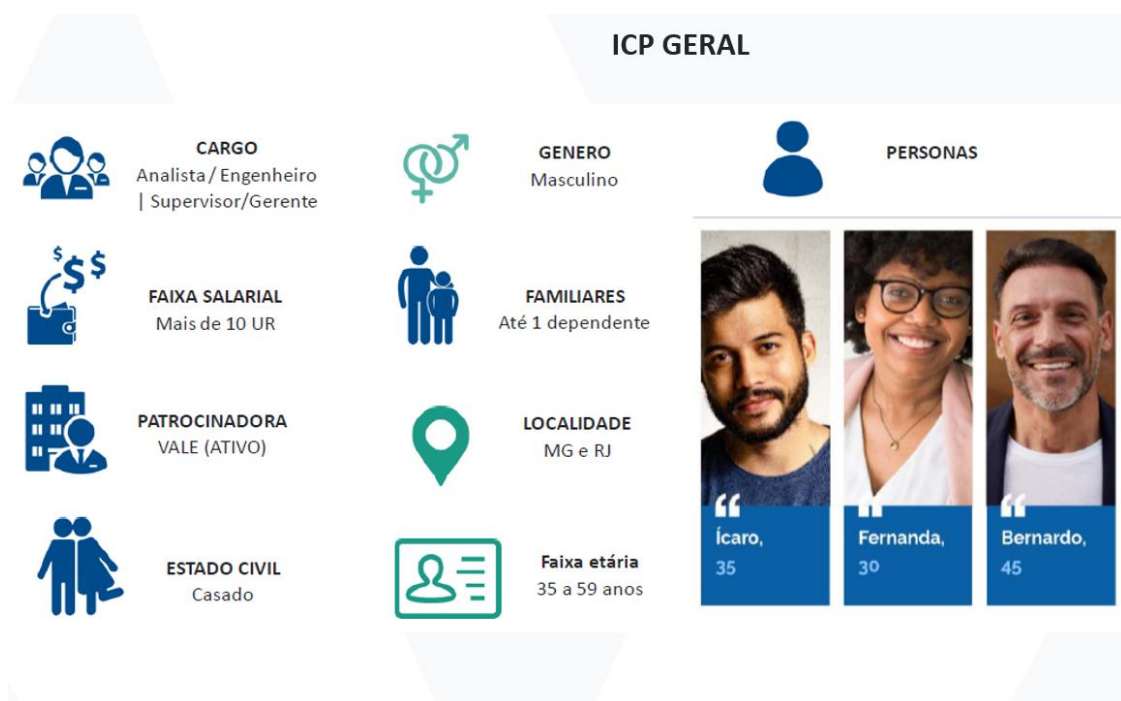 ICP GERAL
CARGO
Analista / Engenheiro
| Supervisor/Gerente
GENERO
Masculino
PERSONAS
FAIXA SALARIAL
Mais de 10 UR
FAMILIARES
Até 1 dependente
PATROCINADORA
VALE (ATIVO)
LOCALIDADE
MG e RJ
ESTADO CIVIL
Casado
Faixa etária
35 a 59 anos
Ícaro,
35
Fernanda,
30
Bernardo,
45